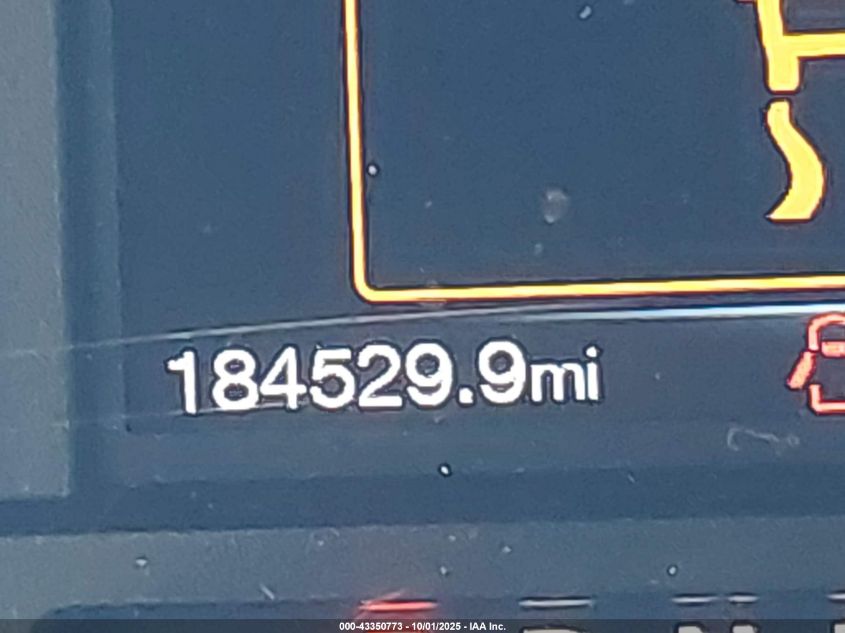 184529.9mi
000-43350773 - 10/01/2025 - IAA Inc.